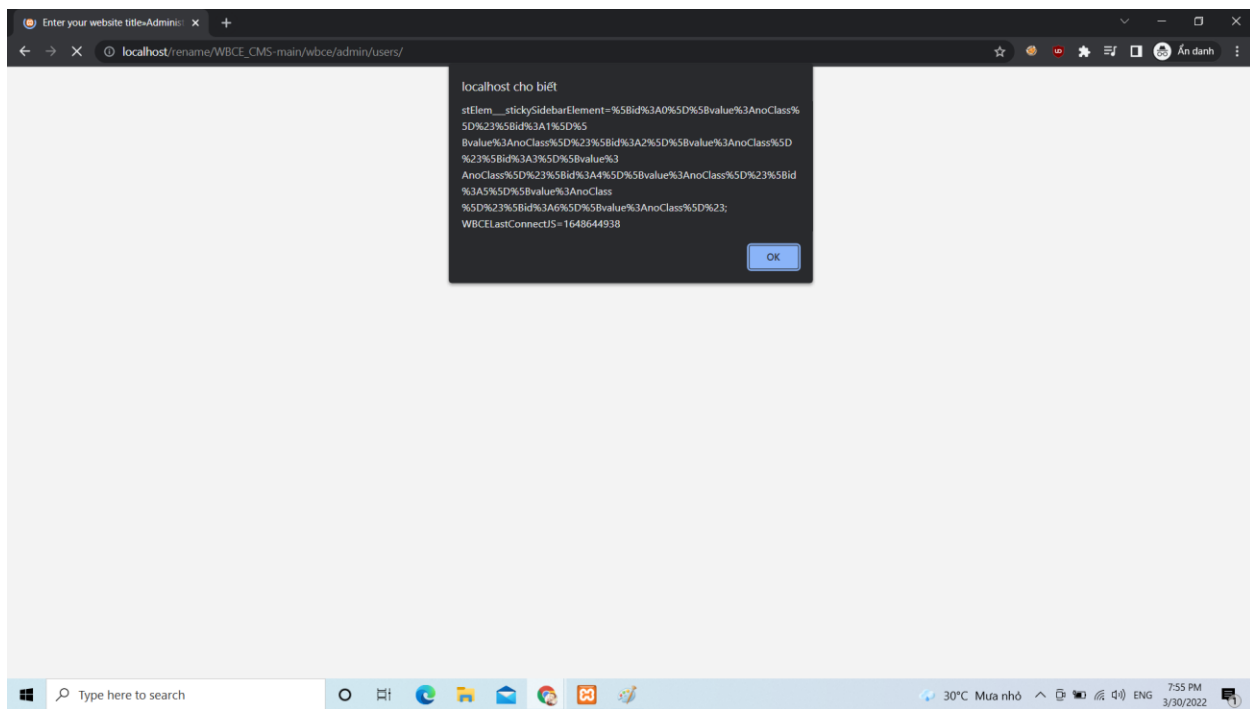 Enter your website title»Adminis
localhost/rename/WBCE_CMS-main/wbce/admin/users/
Ẩn danh
localhost cho biết
stElem___stickySidebarElement=%5Bid%3A0%5D%5Bvalue%3AnoClass%
5D%23%5Bid%3A1%5D%5
Bvalue%3AnoClass%5D%23%5Bid%3A2%5D%5Bvalue%3AnoClass%5D
%23%5Bid%3A3%5D%5Bvalue%3
AnoClass%5D%23%5Bid%3A4%5D%5Bvalue%3AnoClass%5D%23%5Bid
%3A5%5D%5Bvalue%3AnoClass
%5D%23%5Bid%3A6%5D%5Bvalue%3AnoClass%5D%23;
WBCELastConnectJS=1648644938
OK
Type here to search
30°C Mưa nhỏ
ENG
7:55 PM
3/30/2022
1